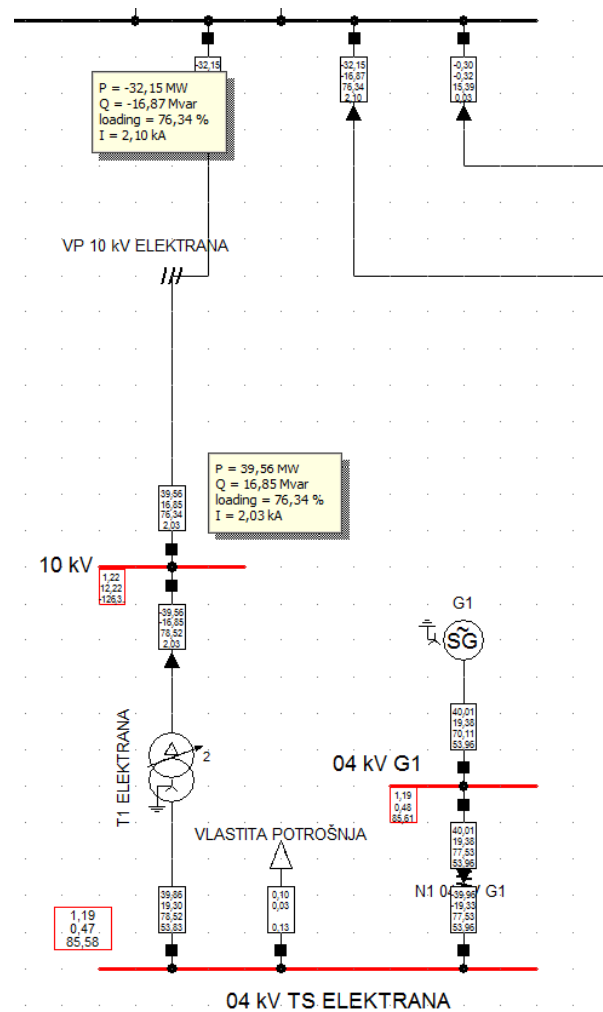 -32,15
-32,15
-16,87
76,34
2,10
-0,30
-0,32
15,39
0,03
P = -32,15 MW
Q = -16,87 Mvar
loading = 76,34 %
I = 2,10 kA
VP 10 kV ELEKTRANA
P = 39,56 MW
Q = 16,85 Mvar
loading = 76,34 %
I = 2,03 kA
39,56
16,85
76,34
2,03
10 kV
1,22
12,22
-126,3
-39,56
-16,85
78,52
2,03
G1
SG
~
40,01
19,38
70,11
53,96
T1 ELEKTRANA
2
04 kV G1
1,19
0,48
85,61
40,01
19,38
77,53
53,96
VLASTITA POTROŠNJA
N1 04 V G1
39,86
19,30
78,52
53,83
0,10
0,03
0,13
-39,96
-19,33
77,53
53,96
1,19
0,47
85,58
04 kV TS ELEKTRANA